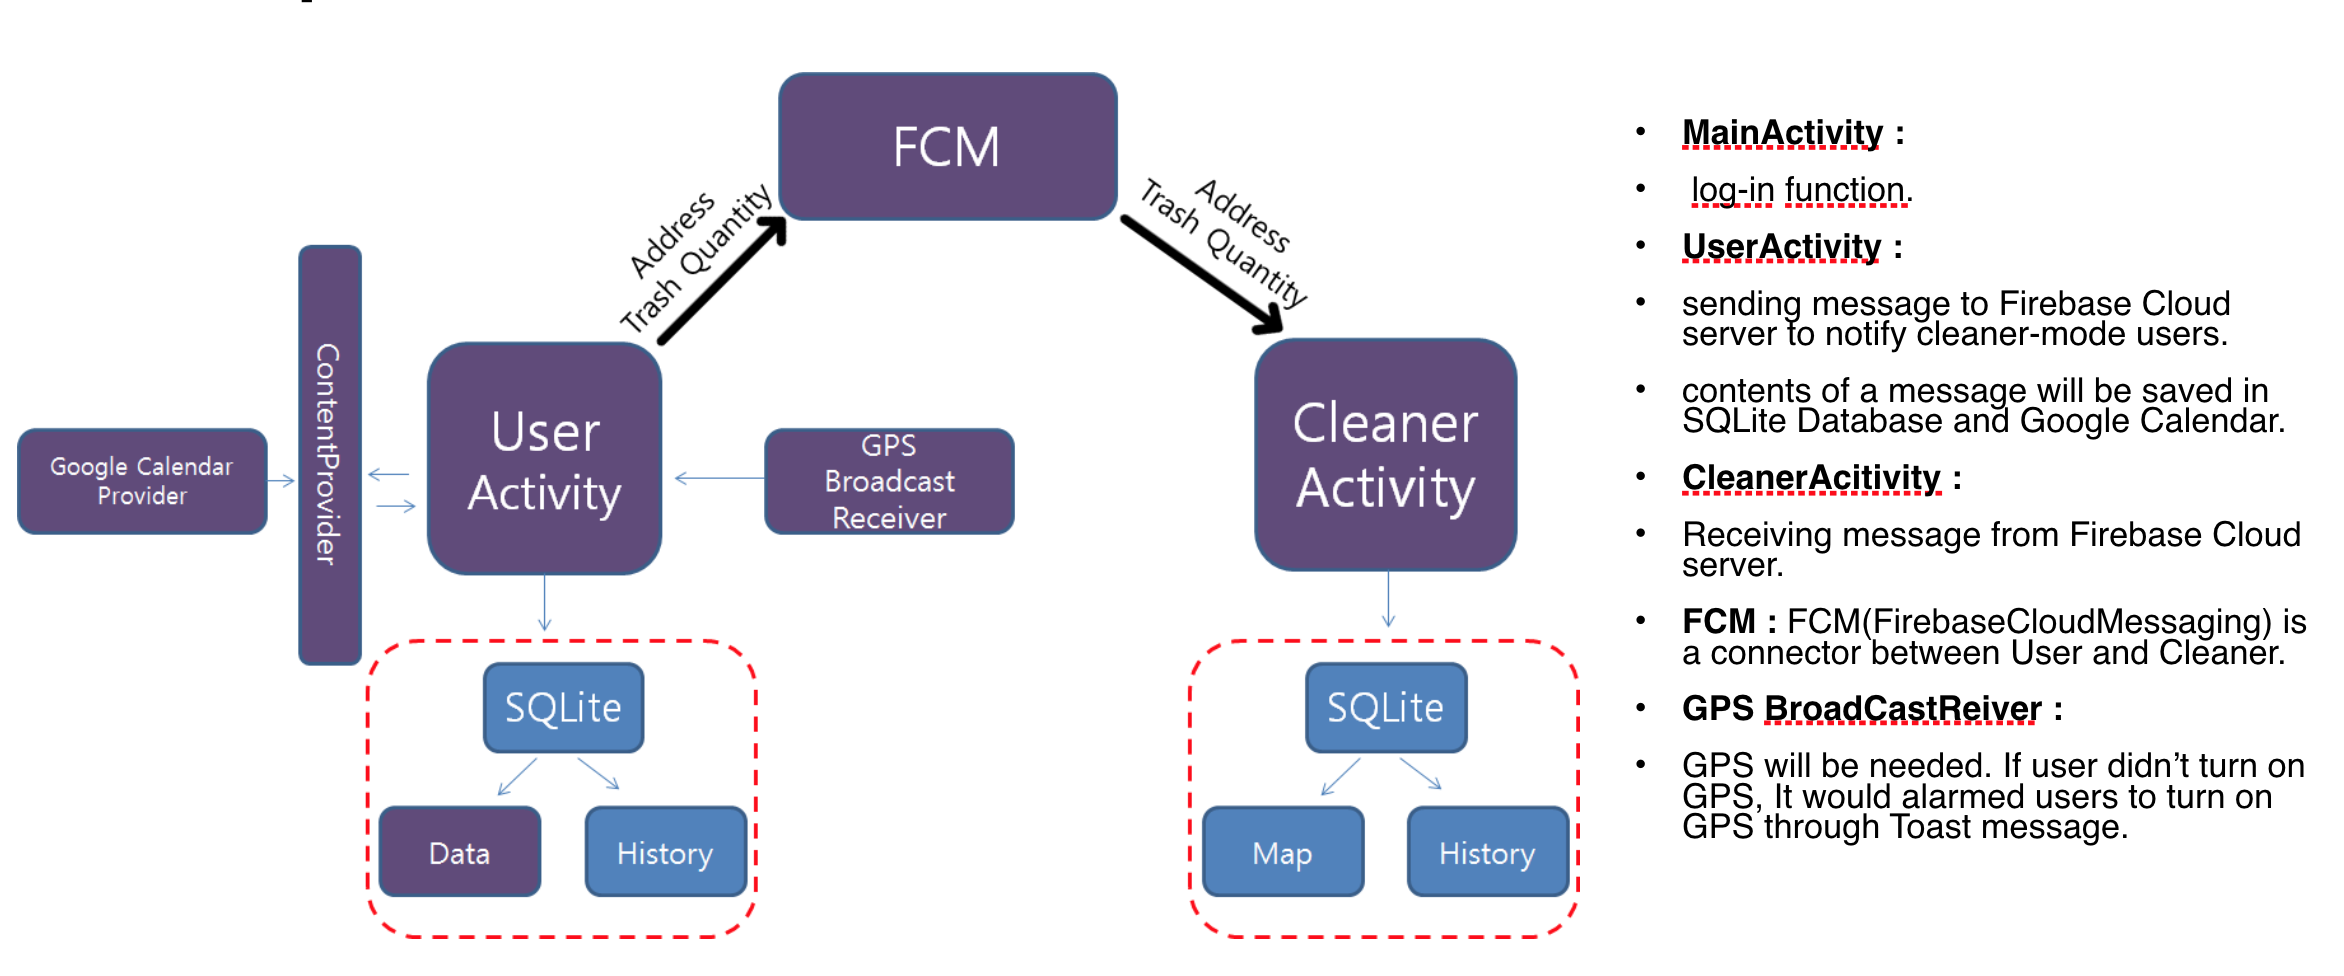 FCM
Address
Trash Quantity
Address
Trash Quantity
ContentProvider
Google Calendar
Provider
User
Activity
GPS
Broadcast
Receiver
Cleaner
Activity
SQLite
Data
History
SQLite
Map
History
• MainActivity :
• log-in function.
• UserActivity :
• sending message to Firebase Cloud
server to notify cleaner-mode users.
• contents of a message will be saved in
SQLite Database and Google Calendar.
• CleanerAcitivity :
• Receiving message from Firebase Cloud
server.
• FCM : FCM(FirebaseCloudMessaging) is
a connector between User and Cleaner.
• GPS BroadCastReiver :
• GPS will be needed. If user didn’t turn on
GPS, It would alarmed users to turn on
GPS through Toast message.